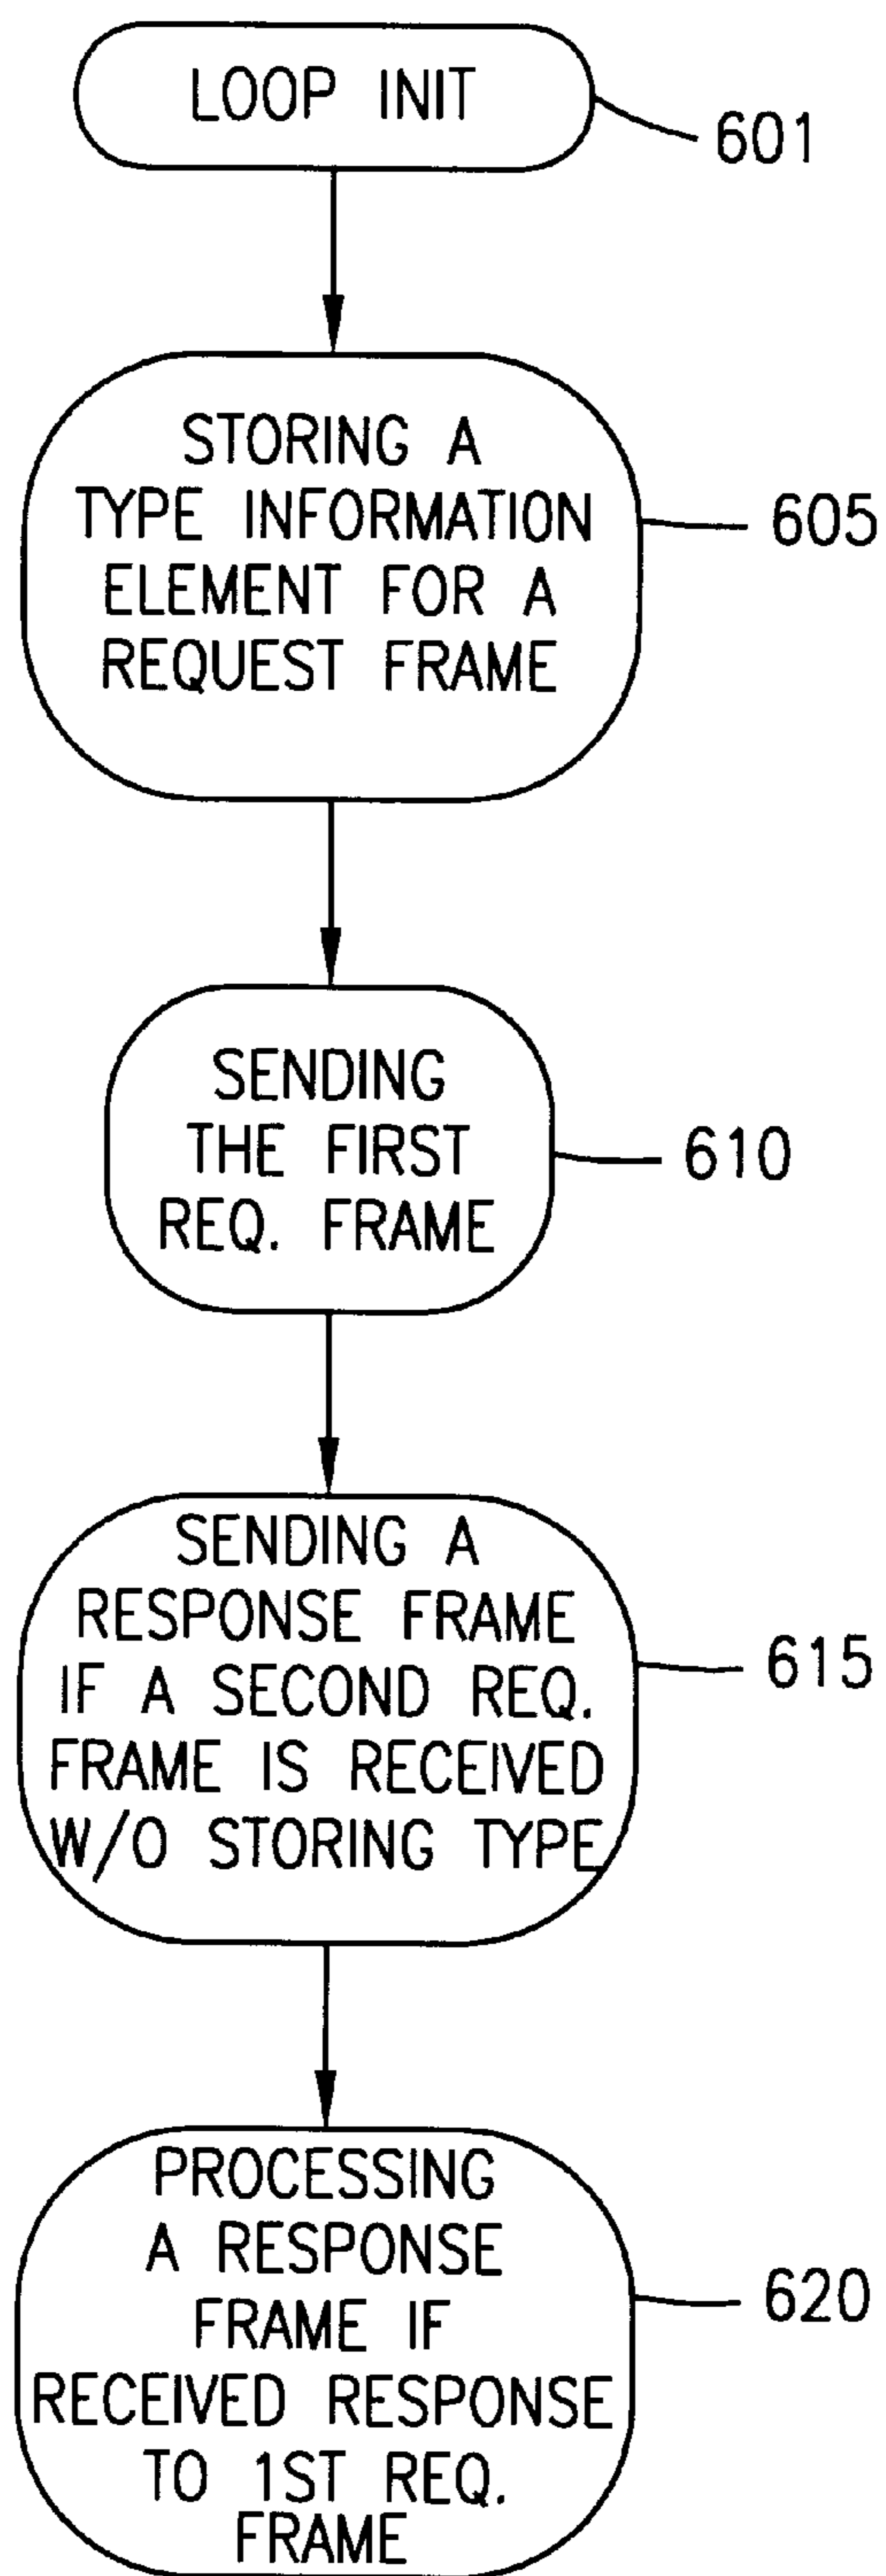 LOOP INIT
601
STORING A
TYPE INFORMATION
ELEMENT FOR A
REQUEST FRAME
605
SENDING
THE FIRST
REQ. FRAME
610
SENDING A
RESPONSE FRAME
IF A SECOND REQ.
FRAME IS RECEIVED
W/O STORING TYPE
615
PROCESSING
A RESPONSE
FRAME IF
RECEIVED RESPONSE
TO 1ST REQ.
FRAME
620